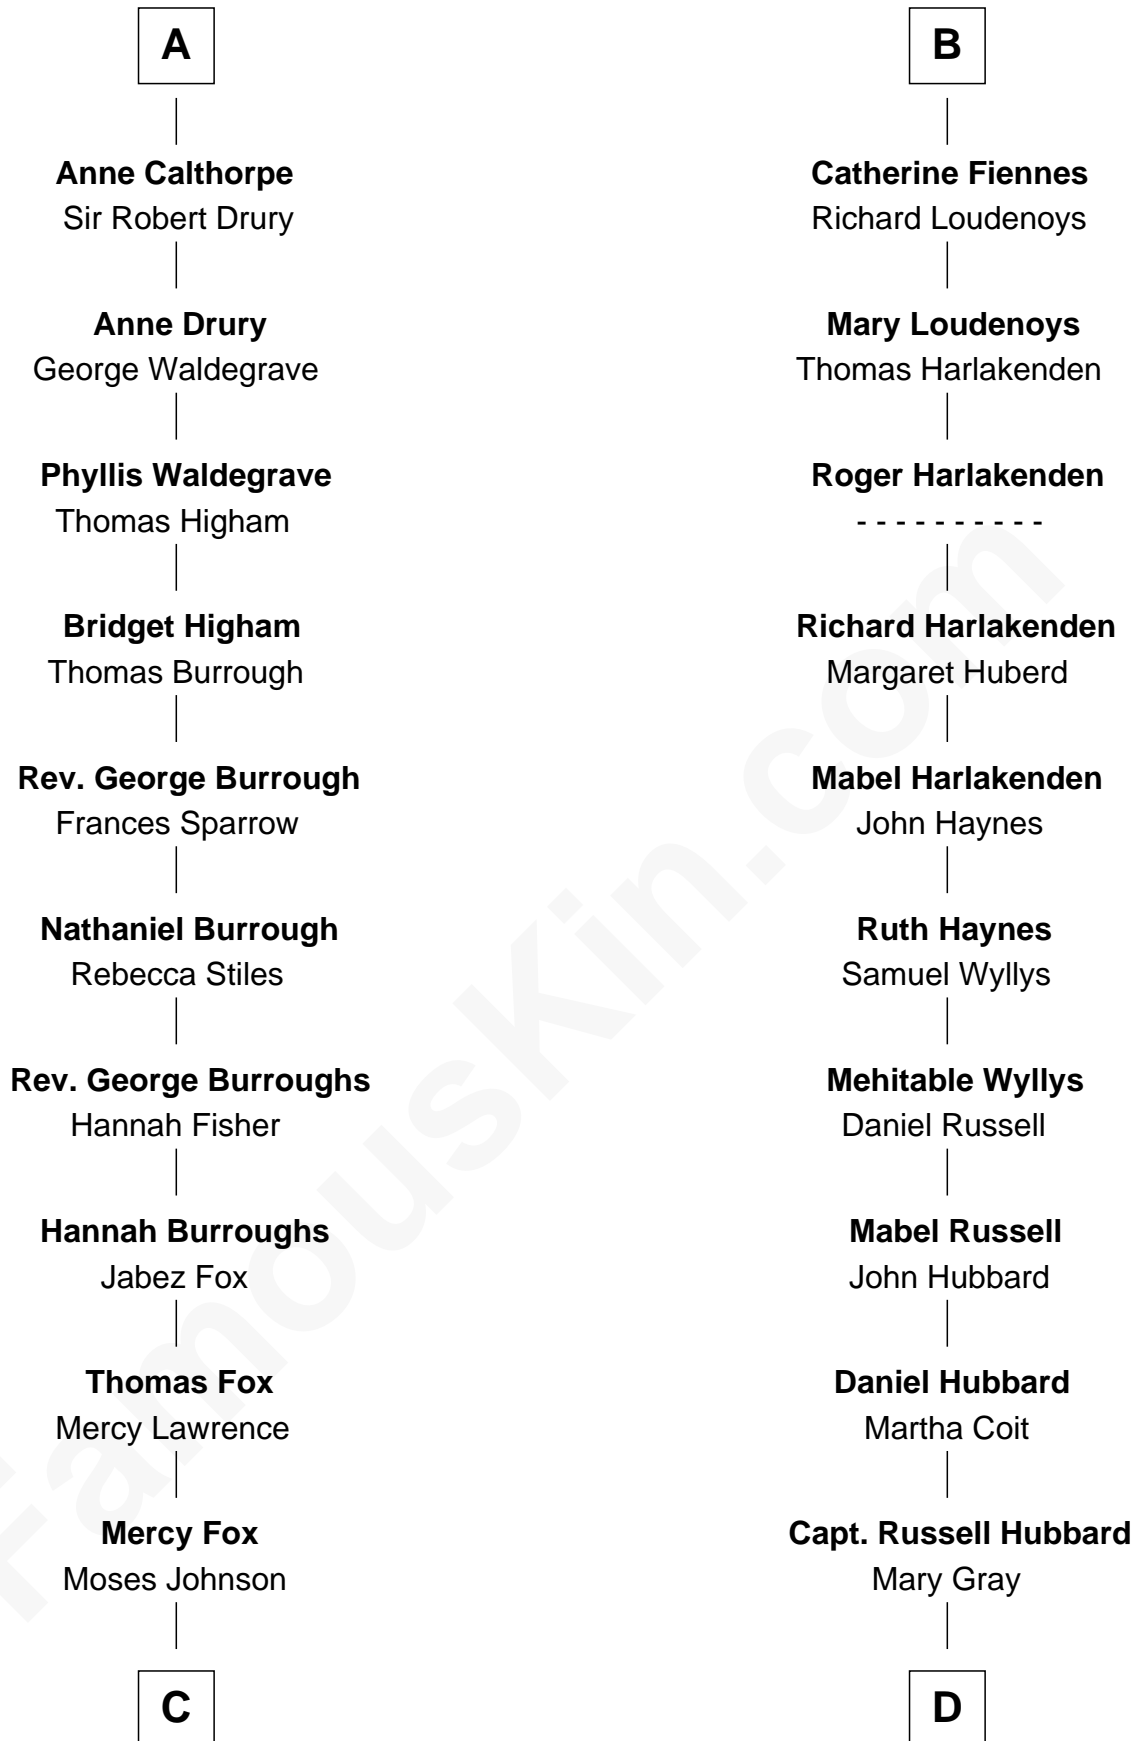 A
Anne Calthorpe
Sir Robert Drury
Anne Drury
George Waldegrave
Phyllis Waldegrave
Thomas Higham
Bridget Higham
Thomas Burrough
Rev. George Burrough
Frances Sparrow
Nathaniel Burrough
Rebecca Stiles
Rev. George Burroughs
Hannah Fisher
Hannah Burroughs
Jabez Fox
Thomas Fox
Mercy Lawrence
Mercy Fox
Moses Johnson
C
B
Catherine Fiennes
Richard Loudenoys
Mary Loudenoys
Thomas Harlakenden
Roger Harlakenden
- - - - - - - - - -
Richard Harlakenden
Margaret Huberd
Mabel Harlakenden
John Haynes
Ruth Haynes
Samuel Wyllys
Mehitable Wyllys
Daniel Russell
Mabel Russell
John Hubbard
Daniel Hubbard
Martha Coit
Capt. Russell Hubbard
Mary Gray
D
FamousKin.com